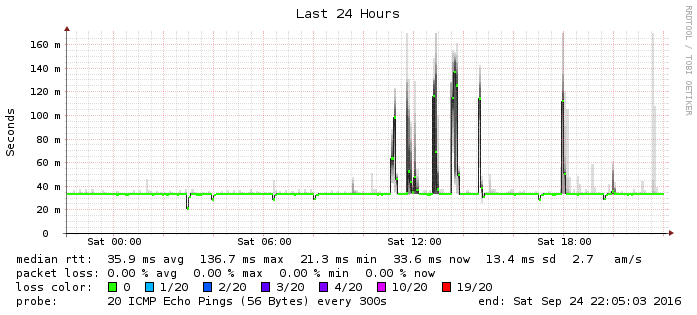 Last 24 Hours
RRDTOOL / TOBI OETIKER
Seconds
160 m
140 m
120 m
100 m
80 m
60 m
40 m
20 m
0
Sat 00:00 Sat 06:00 Sat 12:00 Sat 18:00
median rtt: 35.9 ms avg 136.7 ms max 21.3 ms min 33.6 ms now 13.4 ms sd 2.7 am/s
packet loss: 0.00 % avg 0.00 % max 0.00 % min 0.00 % now
loss color: 0 1/20 2/20 3/20 4/20 10/20 19/20
probe: 20 ICMP Echo Pings (56 Bytes) every 300s end: Sat Sep 24 22:05:03 2016